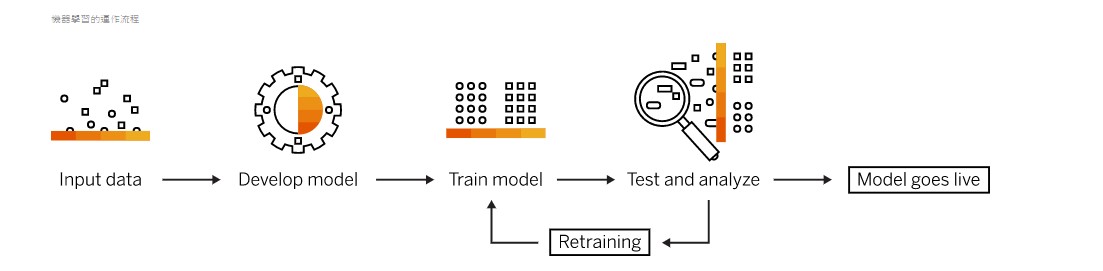 機器學習的運作流程
Input data
Develop model
Train model
Test and analyze
Model goes live
Retraining